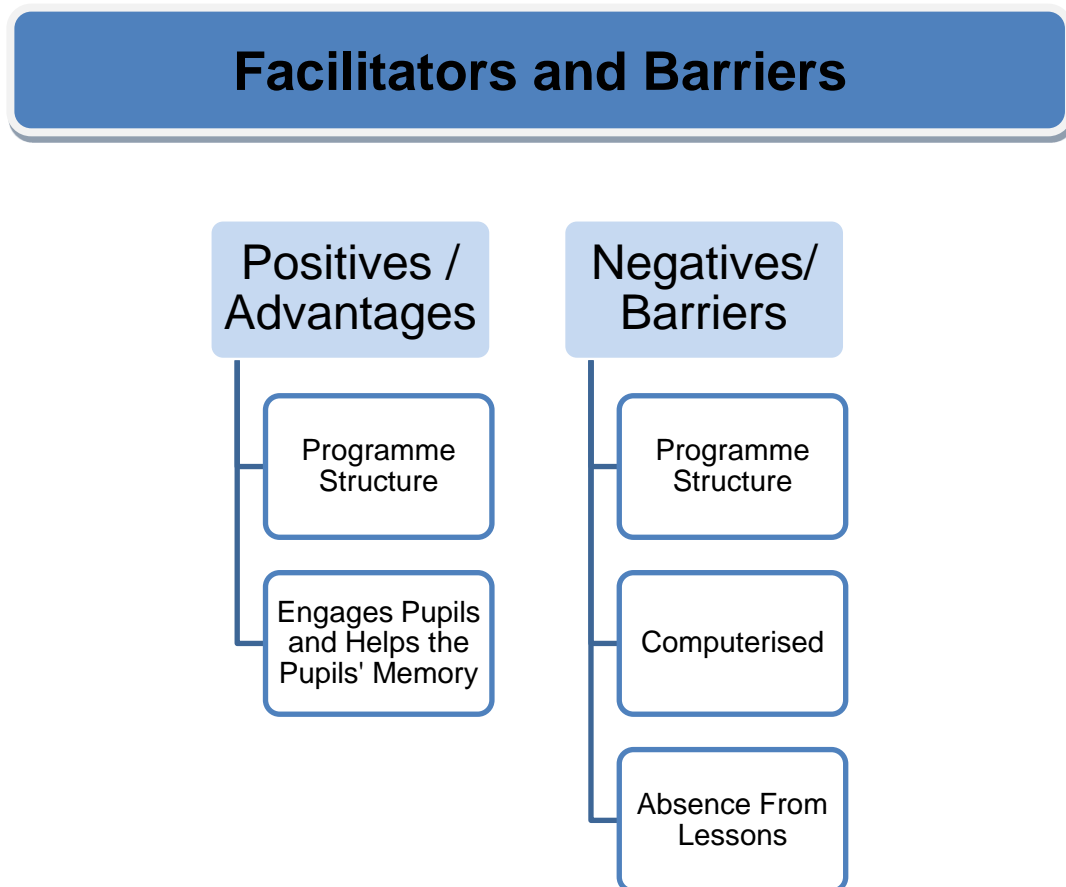 Facilitators and Barriers
Positives /
Advantages
Programme
Structure
Engages Pupils
and Helps the
Pupils' Memory
Negatives/
Barriers
Programme
Structure
Computerised
Absence From
Lessons